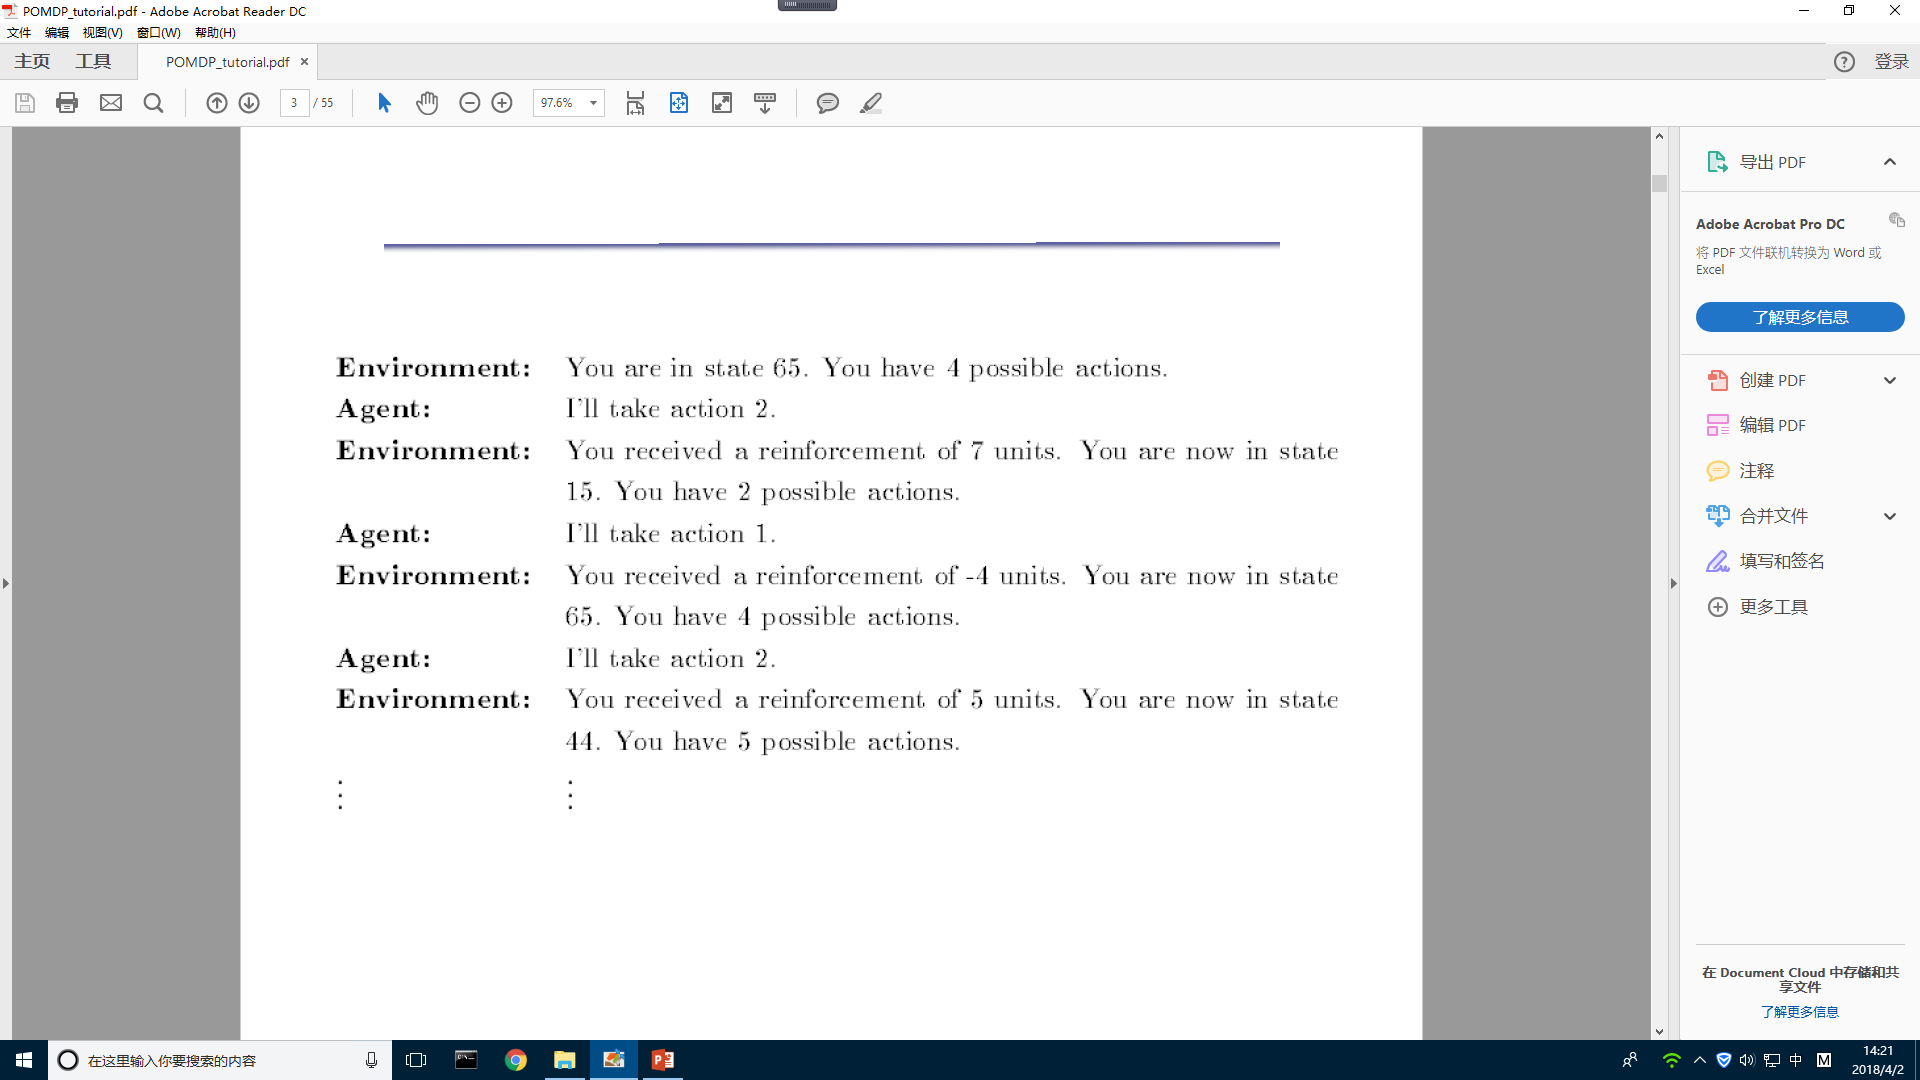 POMDP_tutorial.pdf - Adobe Acrobat Reader DC
文件 编辑 视图(V) 窗口(W) 帮助(H)
主页 工具 POMDP_tutorial.pdf × 登录
3 / 55 97.6%
Environment: You are in state 65. You have 4 possible actions.
Agent: I'll take action 2.
Environment: You received a reinforcement of 7 units. You are now in state
15. You have 2 possible actions.
Agent: I'll take action 1.
Environment: You received a reinforcement of -4 units. You are now in state
65. You have 4 possible actions.
Agent: I'll take action 2.
Environment: You received a reinforcement of 5 units. You are now in state
44. You have 5 possible actions.
⋮ ⋮
导出 PDF
Adobe Acrobat Pro DC
将 PDF 文件联机转换为 Word 或
Excel
了解更多信息
创建 PDF
编辑 PDF
注释
合并文件
填写和签名
更多工具
在 Document Cloud 中存储和共
享文件
了解更多信息
在这里输入你要搜索的内容
中 M
14:21
2018/4/2